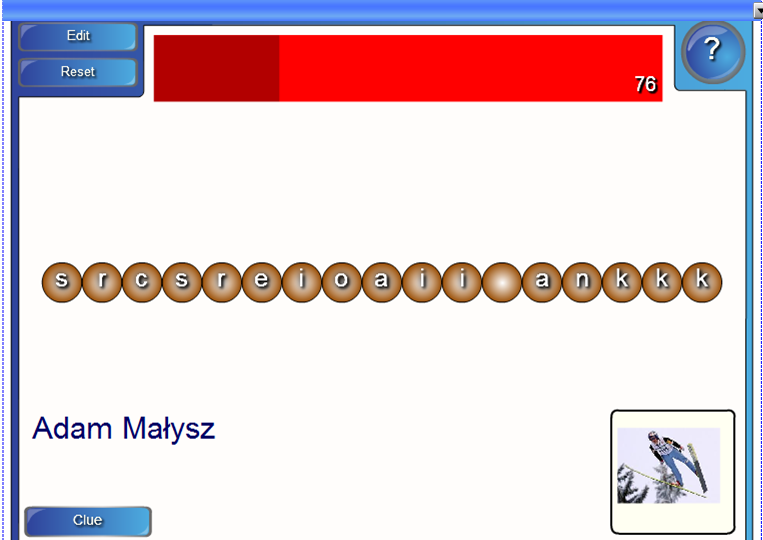 Edit
Reset
?
76
s r c s r e i o a i i a n k k k
Adam Małysz
Clue